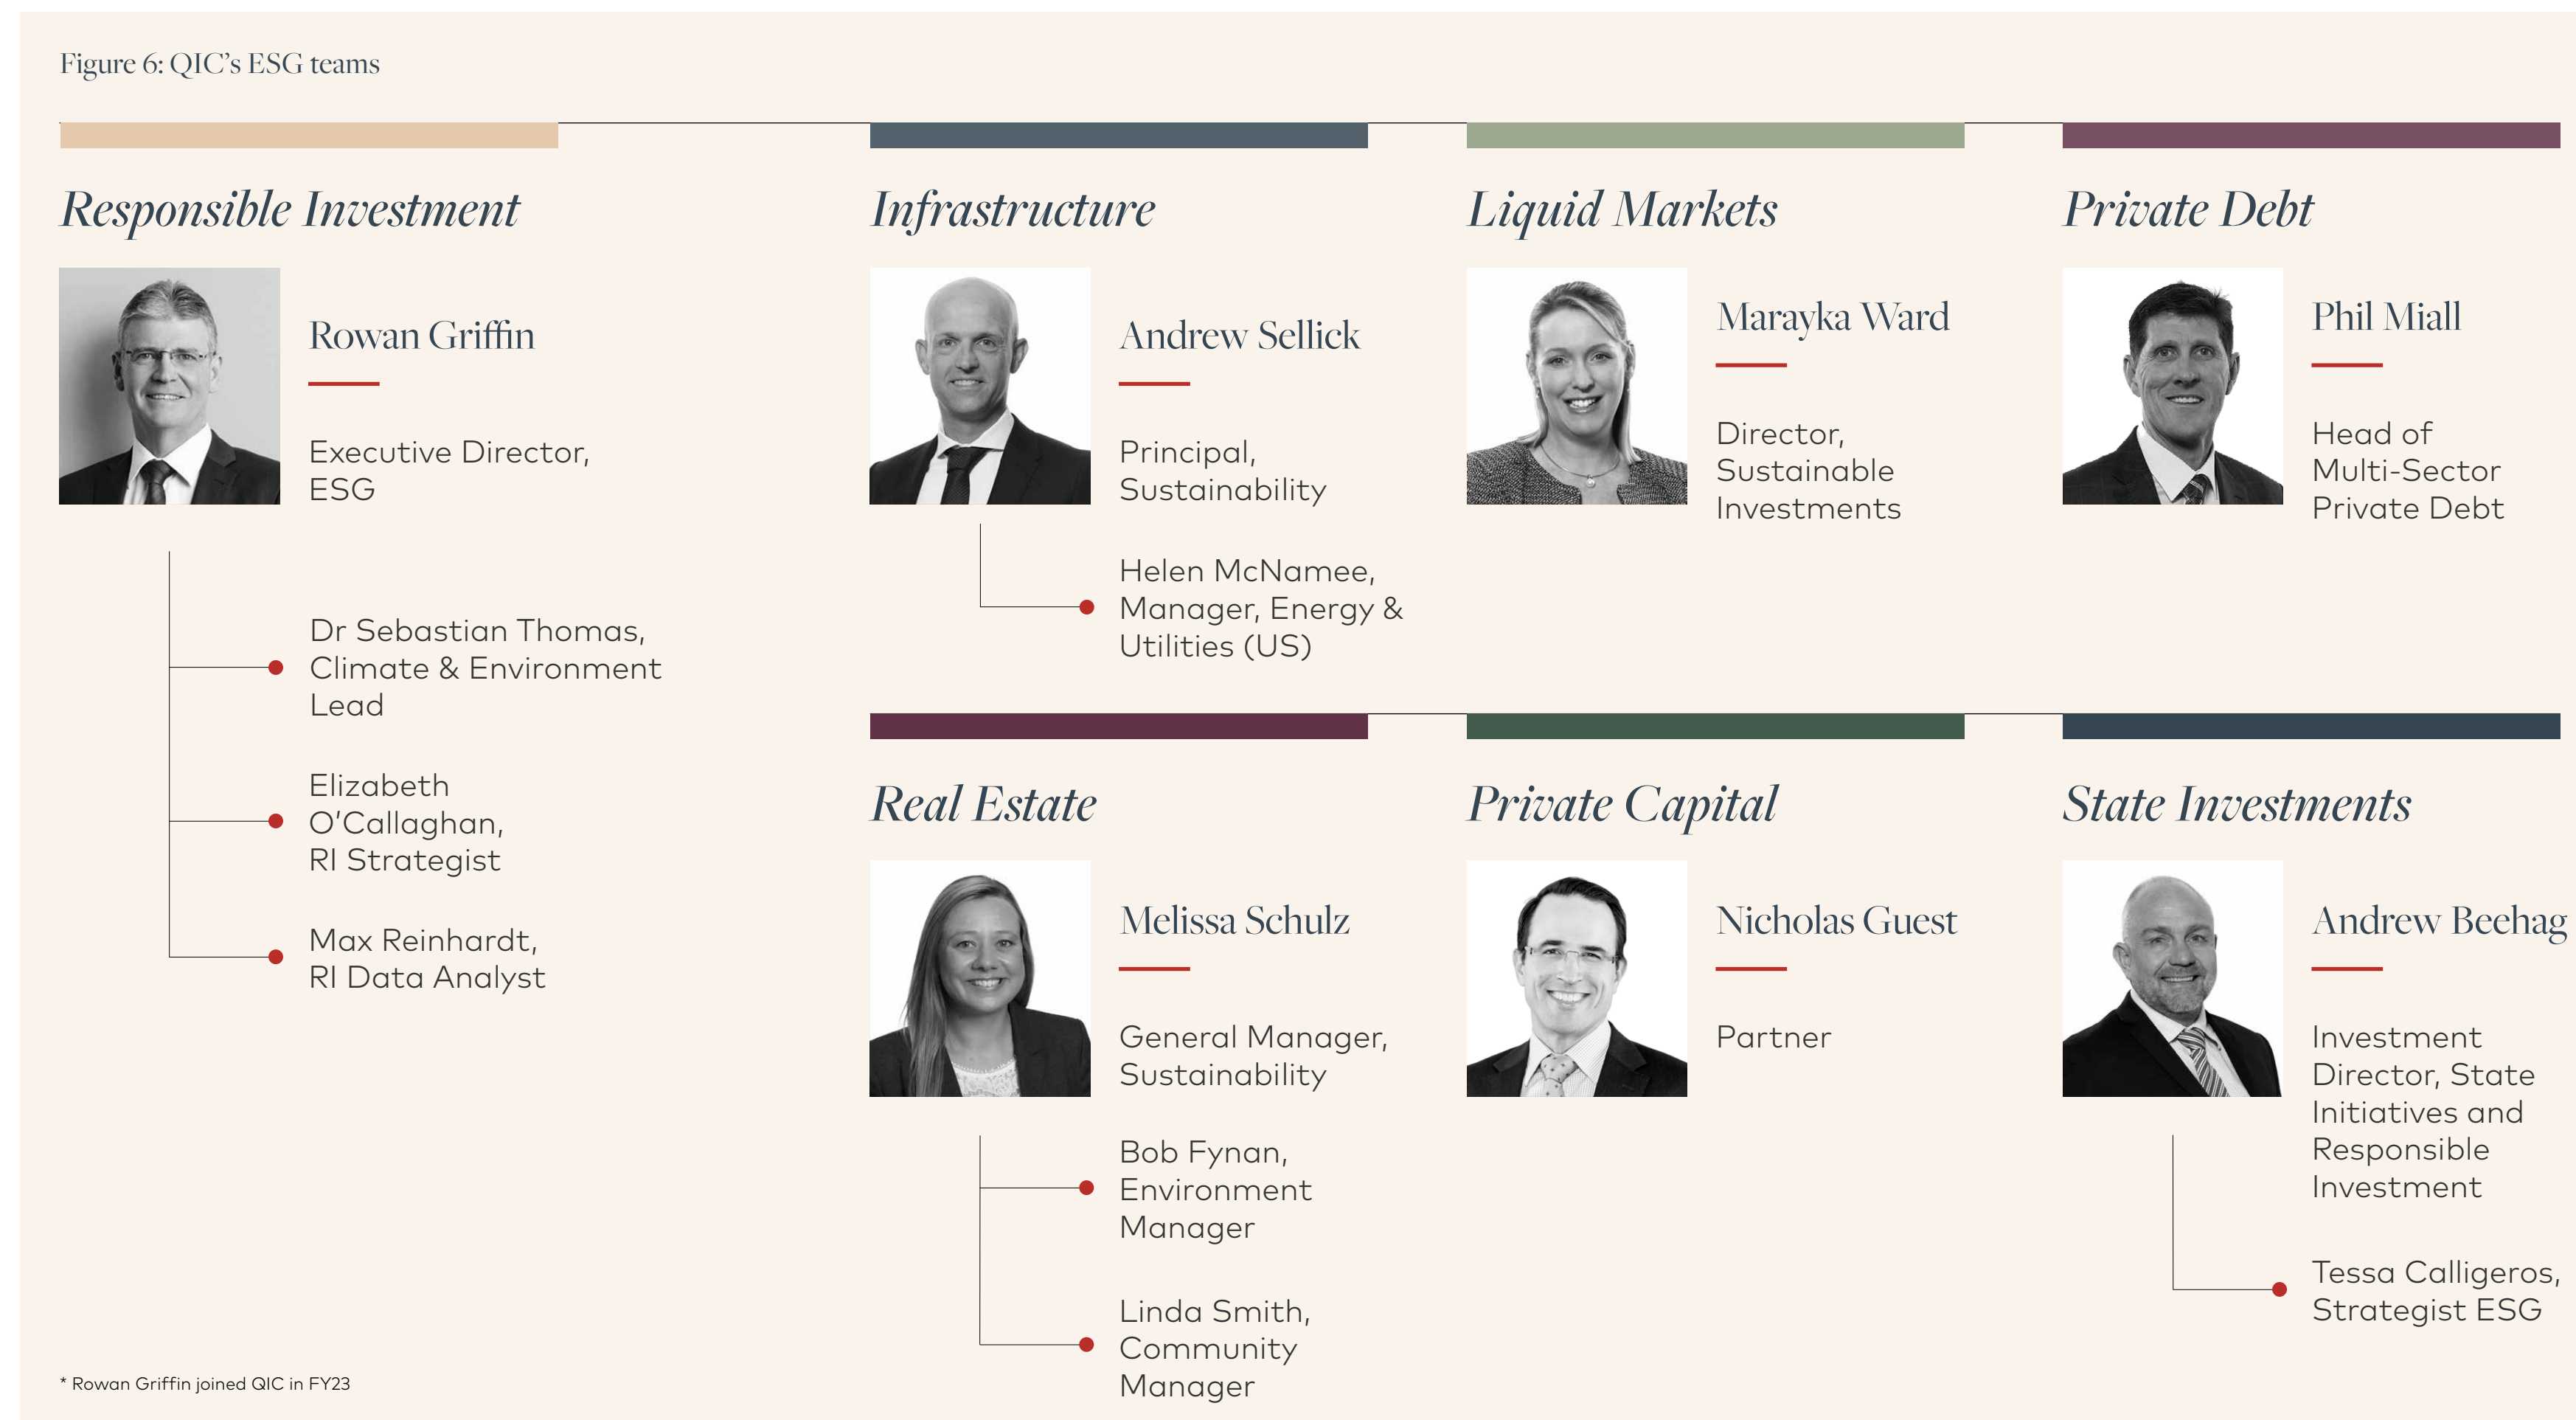 Figure 6: QIC's ESG teams
Responsible Investment
Rowan Griffin
Executive Director,
ESG
Dr Sebastian Thomas,
Climate & Environment
Lead
Elizabeth
O'Callaghan,
RI Strategist
Max Reinhardt,
RI Data Analyst
Infrastructure
Andrew Sellick
Principal,
Sustainability
Helen McNamee,
Manager, Energy &
Utilities (US)
Liquid Markets
Marayka Ward
Director,
Sustainable
Investments
Private Debt
Phil Miall
Head of
Multi-Sector
Private Debt
Real Estate
Melissa Schulz
General Manager,
Sustainability
Bob Fynan,
Environment
Manager
Linda Smith,
Community
Manager
Private Capital
Nicholas Guest
Partner
State Investments
Andrew Beehag
Investment
Director, State
Initiatives and
Responsible
Investment
Tessa Calligeros,
Strategist ESG
* Rowan Griffin joined QIC in FY23